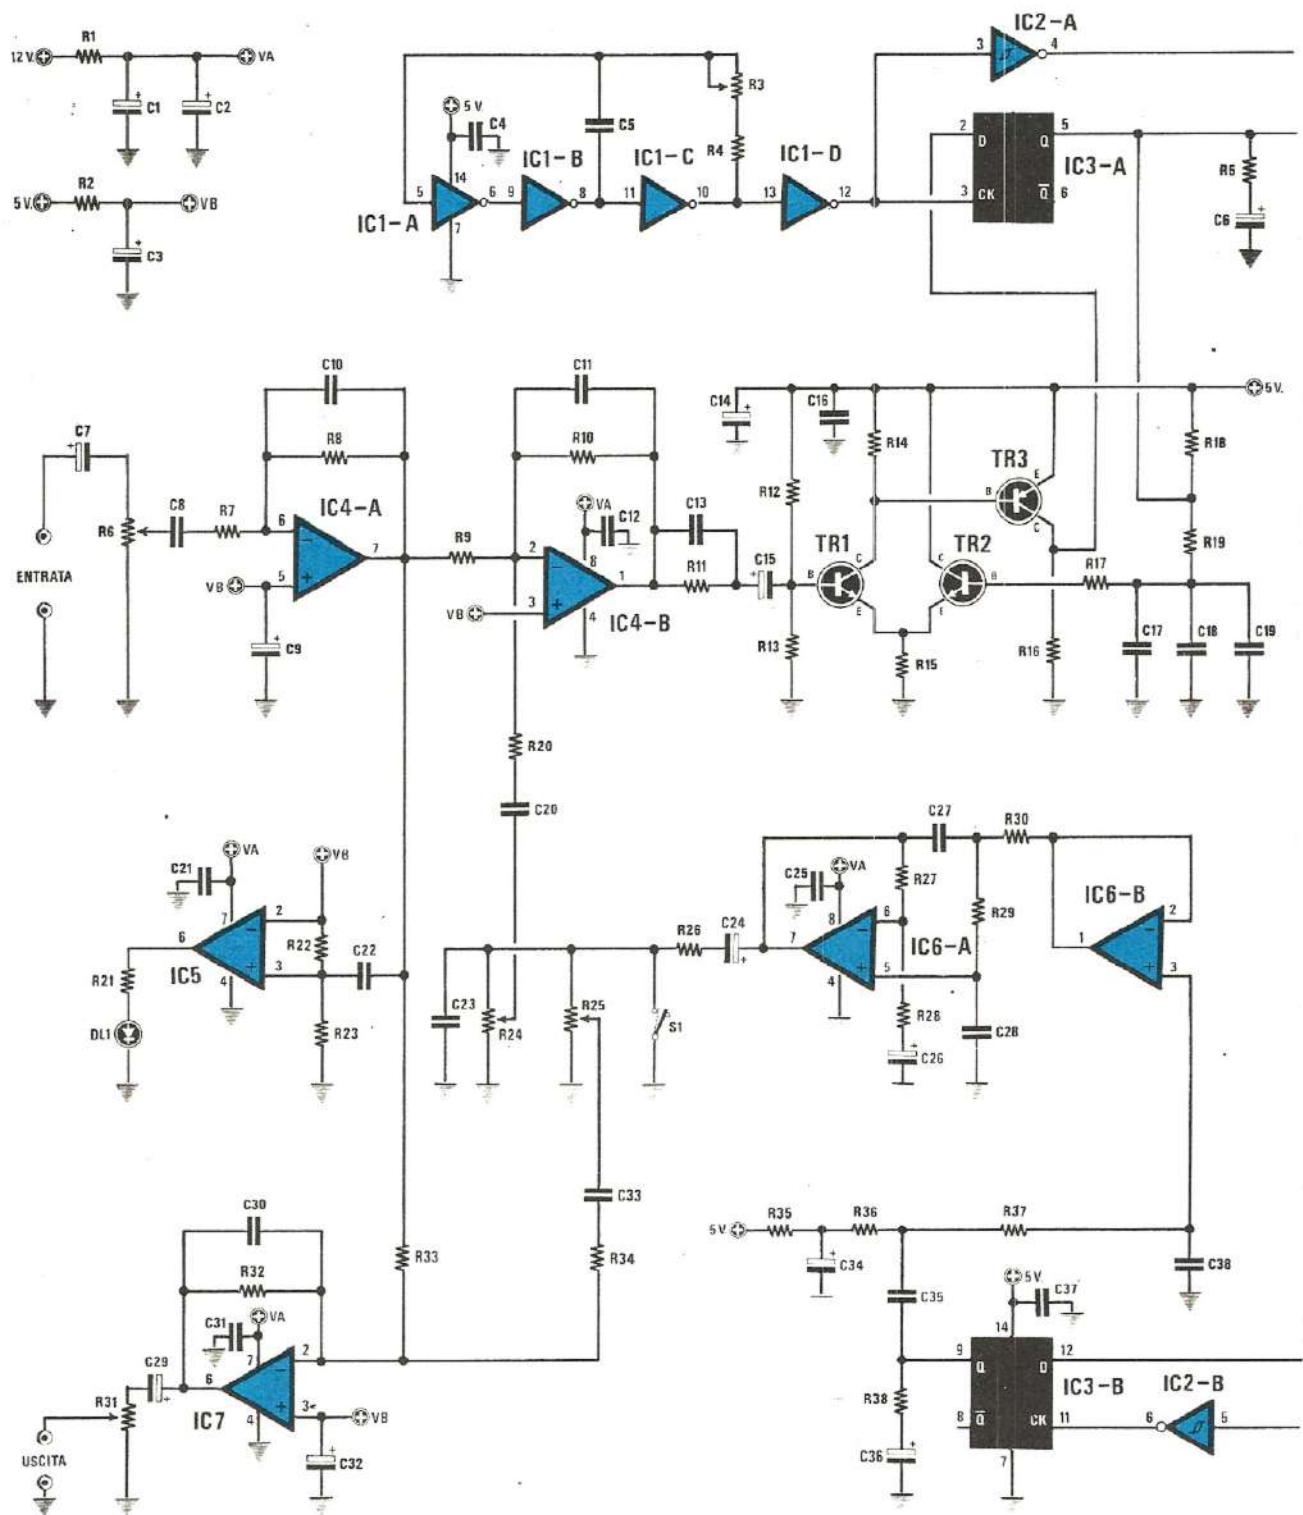 IC2-A
3 4
12 V. R1 VA
C1 C2
5 V. C4
C5
R3
R4
IC1-B IC1-C IC1-D
5 14 6 9 8 11 10 13 12
IC1-A 7
2 D Q 5
3 CK Q 6
IC3-A
R5
C6
5 V. R2 VB
C3
C10
R8
C7
C8 R7
R6
ENTRATA
IC4-A
6 - 7
VB 5 +
C9
C11
R10
R9
VA
C12
2 - 8 1
VB 3 + 4
IC4-B
C13
R11
C15
C14 C16
5 V.
R12
R13
R14
TR1
B C E
TR2
C B E
R15
TR3
B E C
R16
R17
R18
R19
C17 C18 C19
R20
C20
VA VB
C21
7 2 -
6
IC5
4 3 +
R22 C22
R21
DL1
R23
C23 R24 R25 S1
R26 C24
VA
C25
8 6 -
7
4 5 +
IC6-A
R27
C27 R30
R29
R28
C26
C28
IC6-B
1 - 2
+ 3
C30
R32
R33
C33
R34
VA
C31
7 2 -
6
IC7
4 3 +
VB
C32
C29
R31
USCITA
5 V. R35 R36 R37
C34
C35
C38
5 V.
C37
14
9 Q D 12
8 Q CK 11
7
IC3-B
IC2-B
6 5
R38
C36